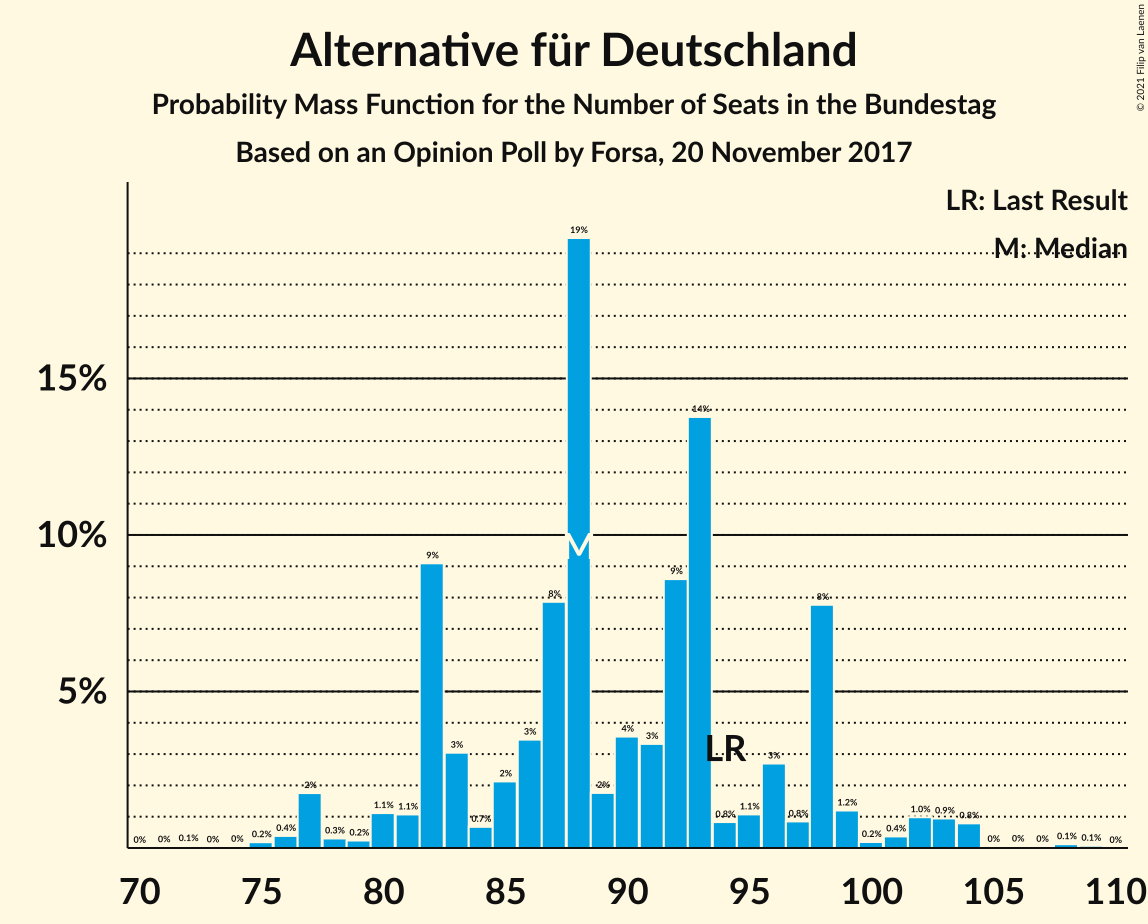 Alternative für Deutschland
Probability Mass Function for the Number of Seats in the Bundestag
Based on an Opinion Poll by Forsa, 20 November 2017
© 2021 Filip van Laenen
LR: Last Result
M: Median
15%
10%
5%
0% 0% 0.1% 0% 0% 0.2% 0.4% 2% 0.3% 0.2% 1.1% 1.1% 9% 3% 0.7% 2% 3% 8% 19% 2% 4% 3% 9% 14% 0.8% 1.1% 3% 0.8% 8% 1.2% 0.2% 0.4% 1.0% 0.9% 0.8% 0% 0% 0% 0.1% 0.1% 0%
M
LR
70 75 80 85 90 95 100 105 110